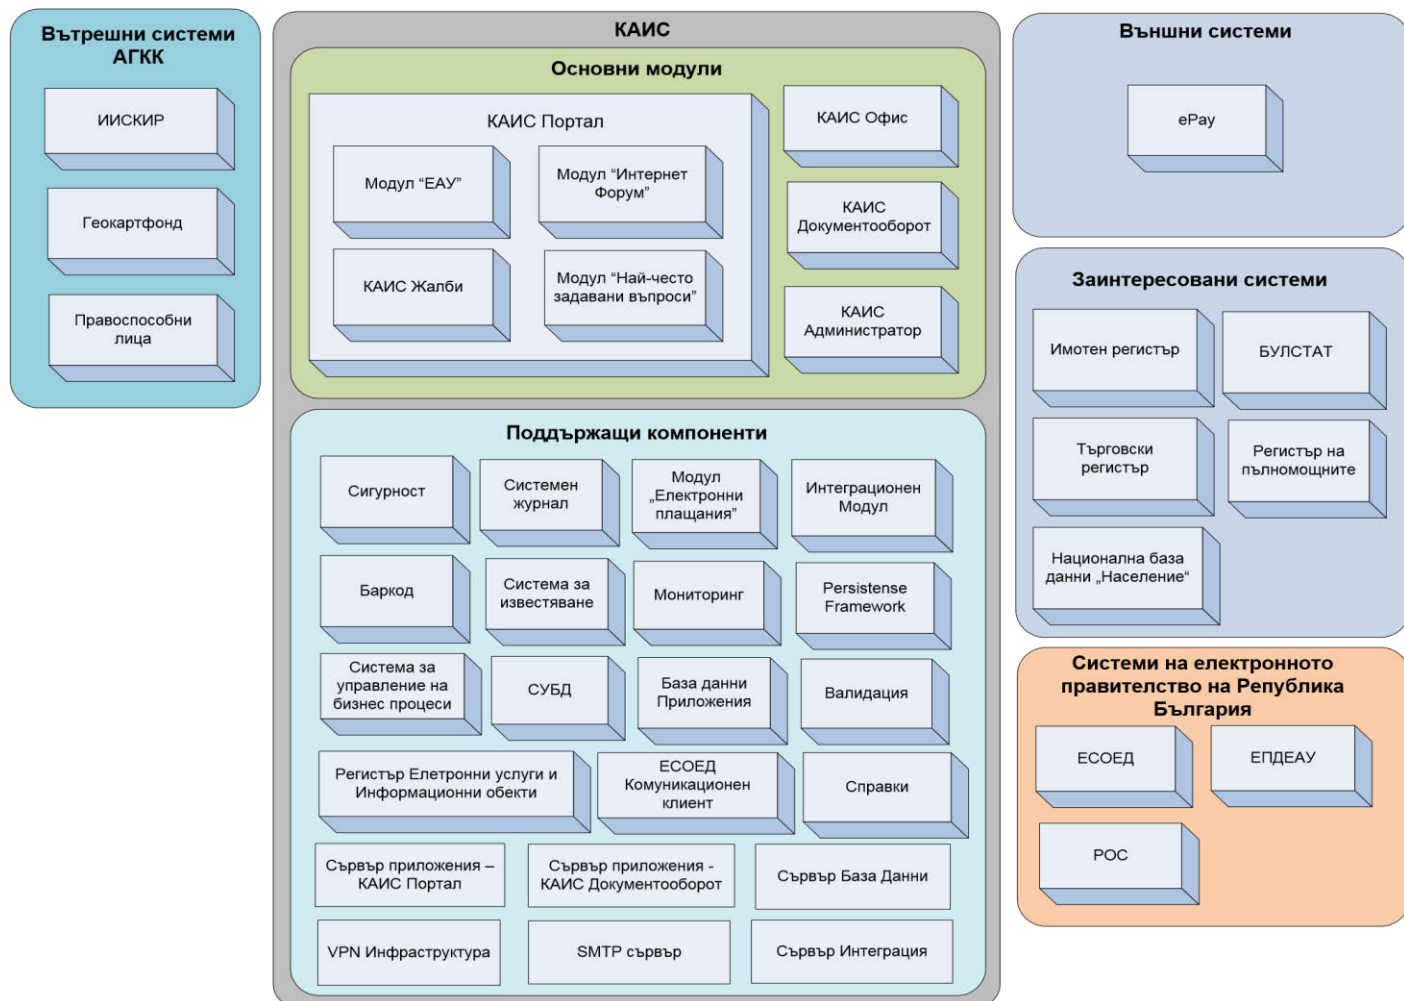 Вътрешни системи
АГКК
ИИСКИР
Геокартфонд
Правоспособни
лица
КАИС
Основни модули
КАИС Портал
Модул “ЕАУ”
Модул “Интернет
Форум”
КАИС Жалби
Модул “Най-често
задавани въпроси”
КАИС Офис
КАИС
Документооборот
КАИС
Администратор
Поддържащи компоненти
Сигурност
Системен
журнал
Модул
„Електронни
плащания”
Интеграционен
Модул
Баркод
Система за
известяване
Мониторинг
Persistense
Framework
Система за
управление на
бизнес процеси
СУБД
База данни
Приложения
Валидация
Регистър Елетронни услуги и
Информационни обекти
ЕСОЕД
Комуникационен
клиент
Справки
Сървър приложения –
КАИС Портал
Сървър приложения -
КАИС Документооборот
Сървър База Данни
VPN Инфраструктура
SMTP сървър
Сървър Интеграция
Външни системи
ePay
Заинтересовани системи
Имотен регистър
БУЛСТАТ
Търговски
регистър
Регистър на
пълномощните
Национална база
данни „Население“
Системи на електронното
правителство на Република
България
ЕСОЕД
ЕПДЕАУ
РОС